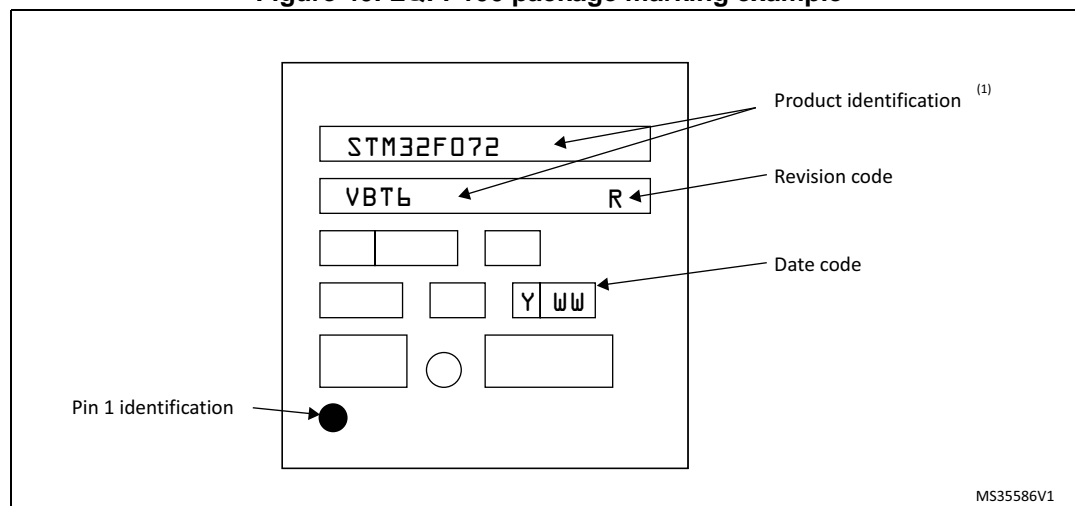 Product identification (1)
STM32F072
Revision code
VBT6 R
Date code
Y WW
Pin 1 identification
MS35586V1